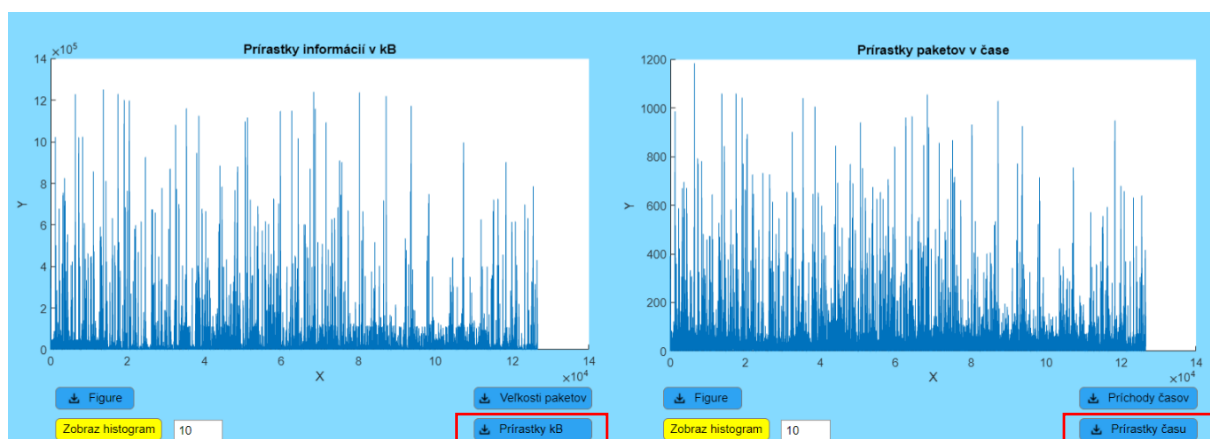 Prírastky informácií v kB
×10⁵
14
12
10
8
6
4
2
0
Y
0 2 4 6 8 10 12 14
X
×10⁴
Figure
Veľkosti paketov
Zobraz histogram
10
Prírastky kB
Prírastky paketov v čase
1200
1000
800
600
400
200
0
Y
0 2 4 6 8 10 12 14
X
×10⁴
Figure
Príchody časov
Zobraz histogram
10
Prírastky času